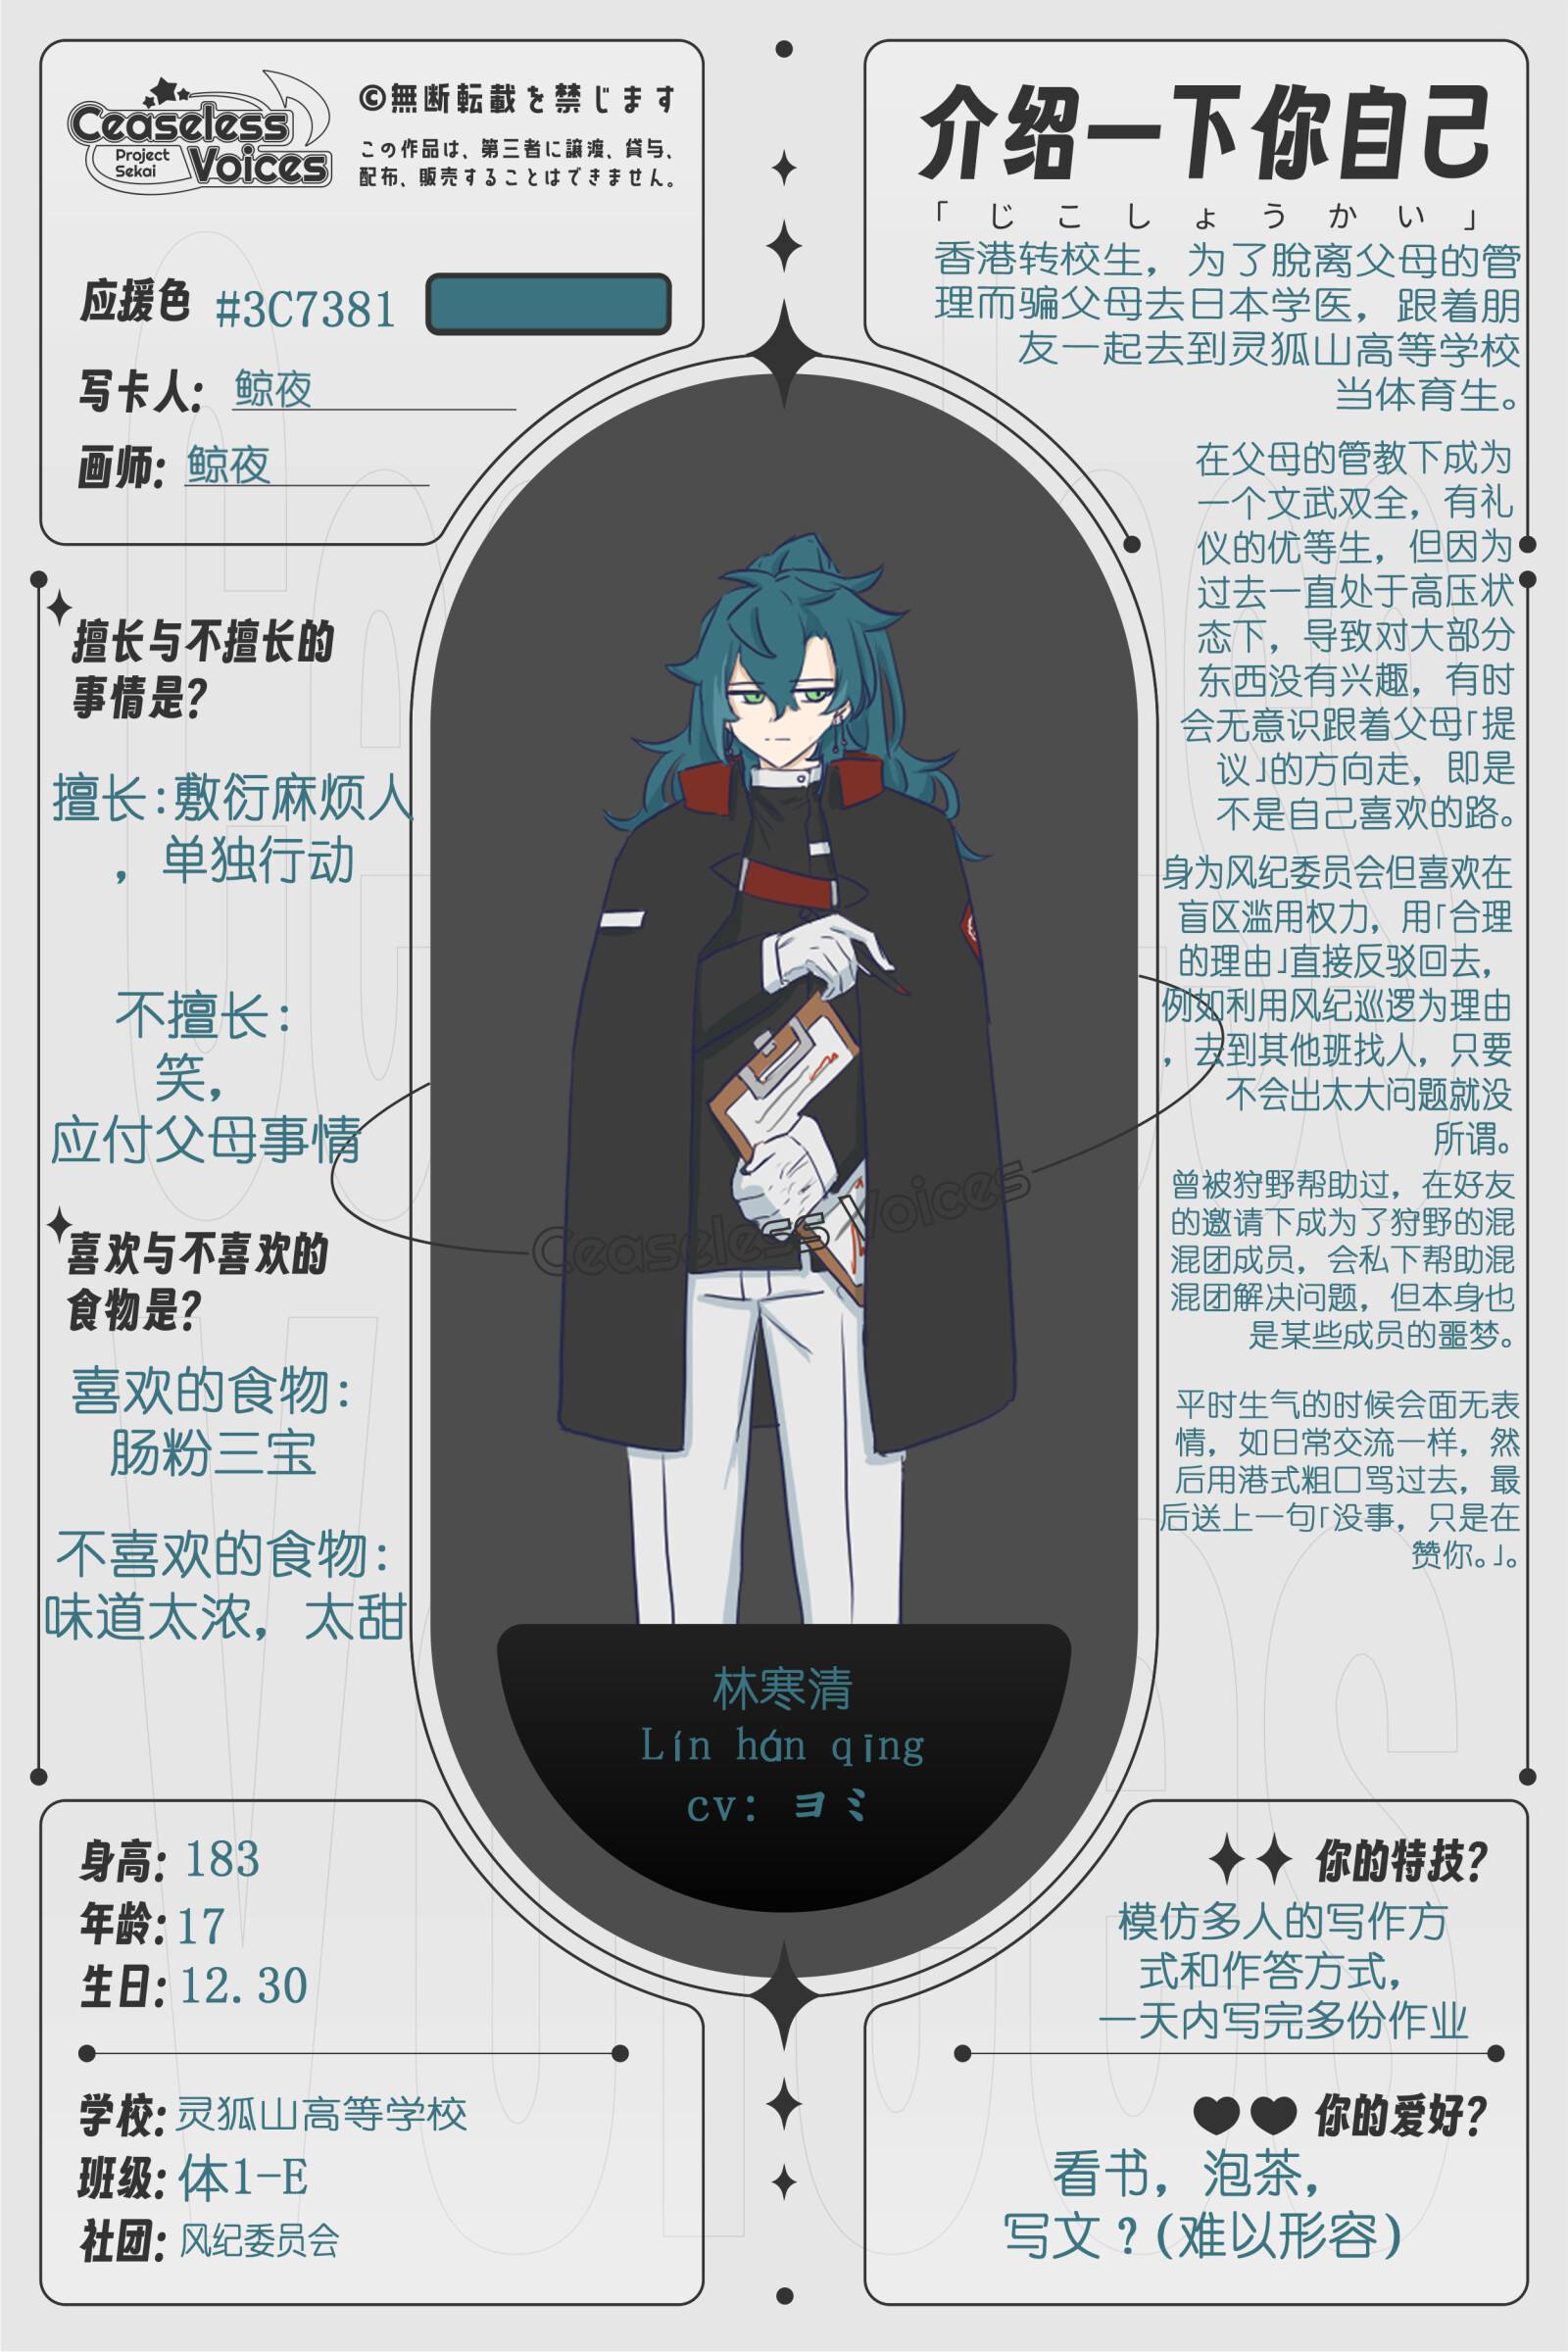 Ceaseless
Project
Sekai
Voices
©無断転載を禁じます
この作品は、第三者に譲渡、貸与、
配布、販売することはできません。
应援色 #3C7381
写卡人: 鲸夜
画师: 鲸夜
介绍一下你自己
「じこしょうかい」
香港转校生，为了脱离父母的管
理而骗父母去日本学医，跟着朋
友一起去到灵狐山高等学校
当体育生。
在父母的管教下成为
一个文武双全，有礼
仪的优等生，但因为
过去一直处于高压状
态下，导致对大部分
东西没有兴趣，有时
会无意识跟着父母「提
议」的方向走，即是
不是自己喜欢的路。
身为风纪委员会但喜欢在
盲区滥用权力，用「合理
的理由」直接反驳回去，
例如利用风纪巡逻为理由
，去到其他班找人，只要
不会出太大问题就没
所谓。
曾被狩野帮助过，在好友
的邀请下成为了狩野的混
混团成员，会私下帮助混
混团解决问题，但本身也
是某些成员的噩梦。
平时生气的时候会面无表
情，如日常交流一样，然
后用港式粗口骂过去，最
后送上一句「没事，只是在
赞你。」。
擅长与不擅长的
事情是?
擅长:敷衍麻烦人
，单独行动
不擅长:
笑，
应付父母事情
喜欢与不喜欢的
食物是?
喜欢的食物:
肠粉三宝
不喜欢的食物:
味道太浓，太甜
Ceaseless Voices
林寒清
Lín hán qīng
cv: ヨミ
身高: 183
年龄: 17
生日: 12.30
学校: 灵狐山高等学校
班级: 体1-E
社团: 风纪委员会
你的特技?
模仿多人的写作方
式和作答方式，
一天内写完多份作业
你的爱好?
看书，泡茶，
写文？(难以形容)